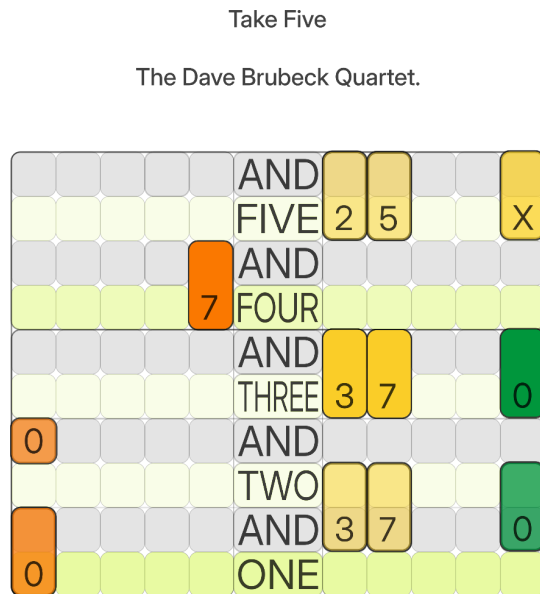 Take Five
The Dave Brubeck Quartet.
AND
FIVE 2 5 X
AND
7 FOUR
AND
THREE 3 7 0
0 AND
TWO
AND 3 7 0
0 ONE